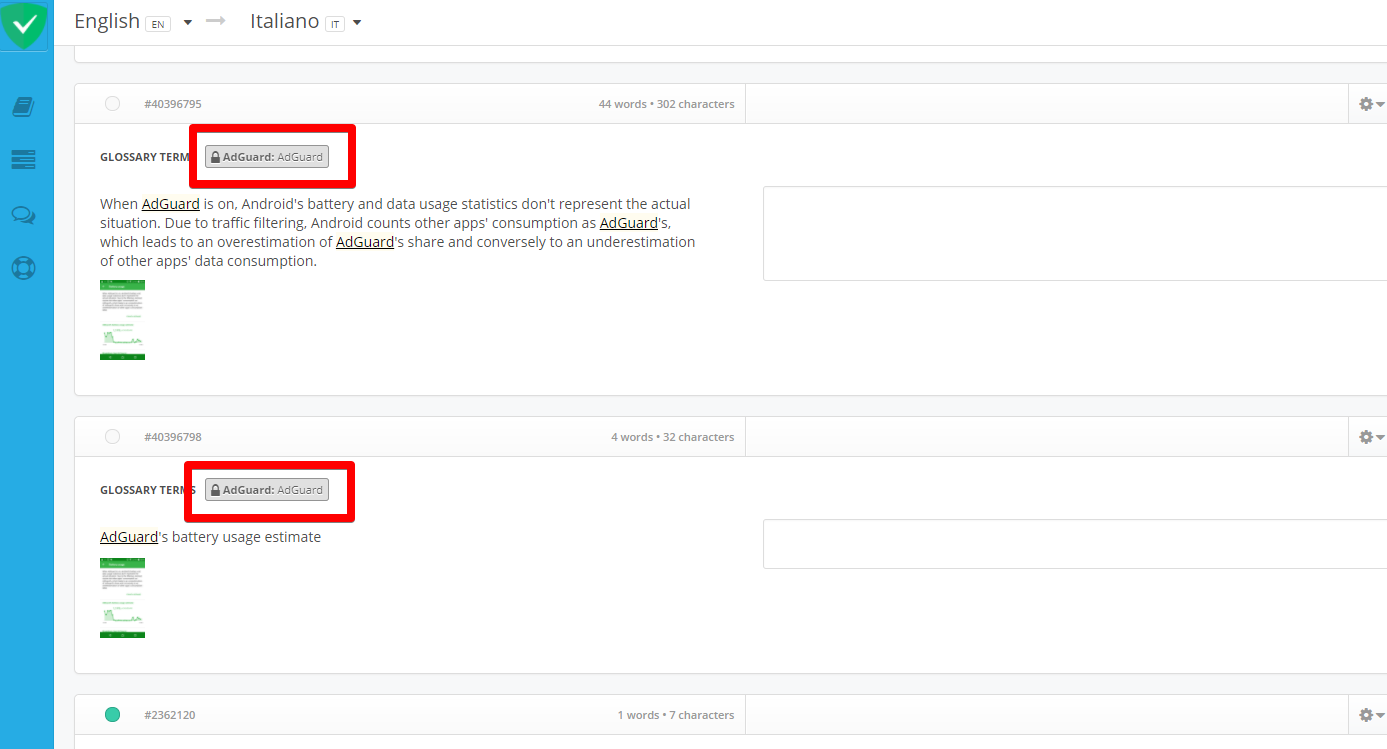 English EN Italiano IT
#40396795 44 words • 302 characters
GLOSSARY TERM AdGuard: AdGuard
When AdGuard is on, Android's battery and data usage statistics don't represent the actual
situation. Due to traffic filtering, Android counts other apps' consumption as AdGuard's,
which leads to an overestimation of AdGuard's share and conversely to an underestimation
of other apps' data consumption.
#40396798 4 words • 32 characters
GLOSSARY TERMS AdGuard: AdGuard
AdGuard's battery usage estimate
#2362120 1 words • 7 characters